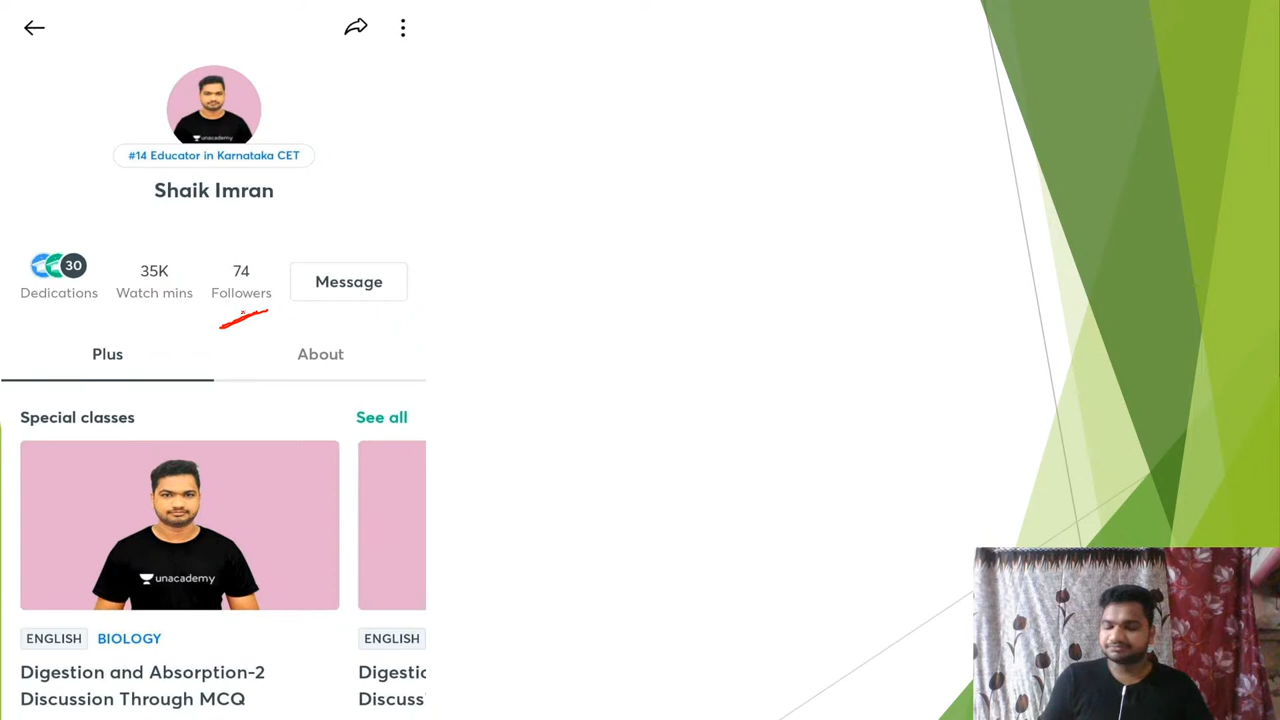 unacademy
#14 Educator in Karnataka CET
Shaik Imran
30
Dedications
35K
Watch mins
74
Followers
Message
Plus
About
Special classes
See all
unacademy
ENGLISH BIOLOGY
Digestion and Absorption-2
Discussion Through MCQ
ENGLISH
Digestic
Discuss